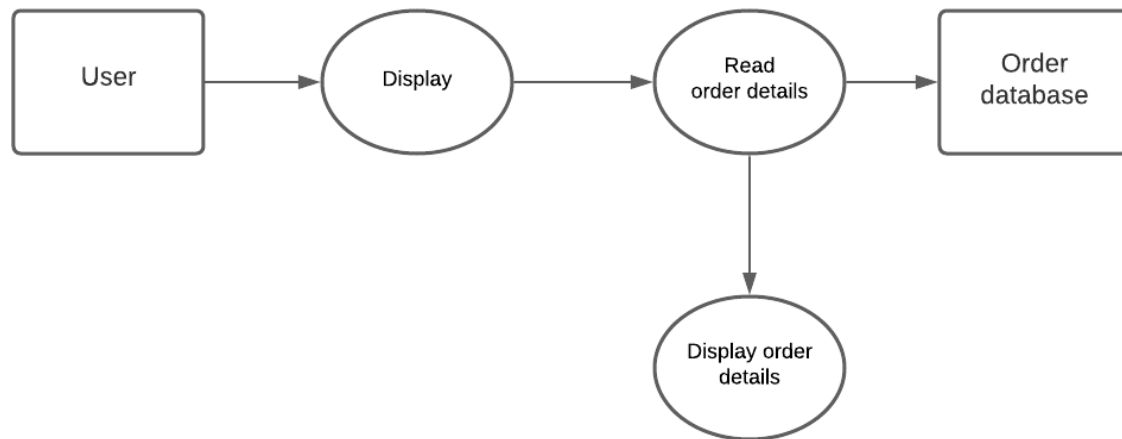 User
Display
Read
order details
Order
database
Display order
details